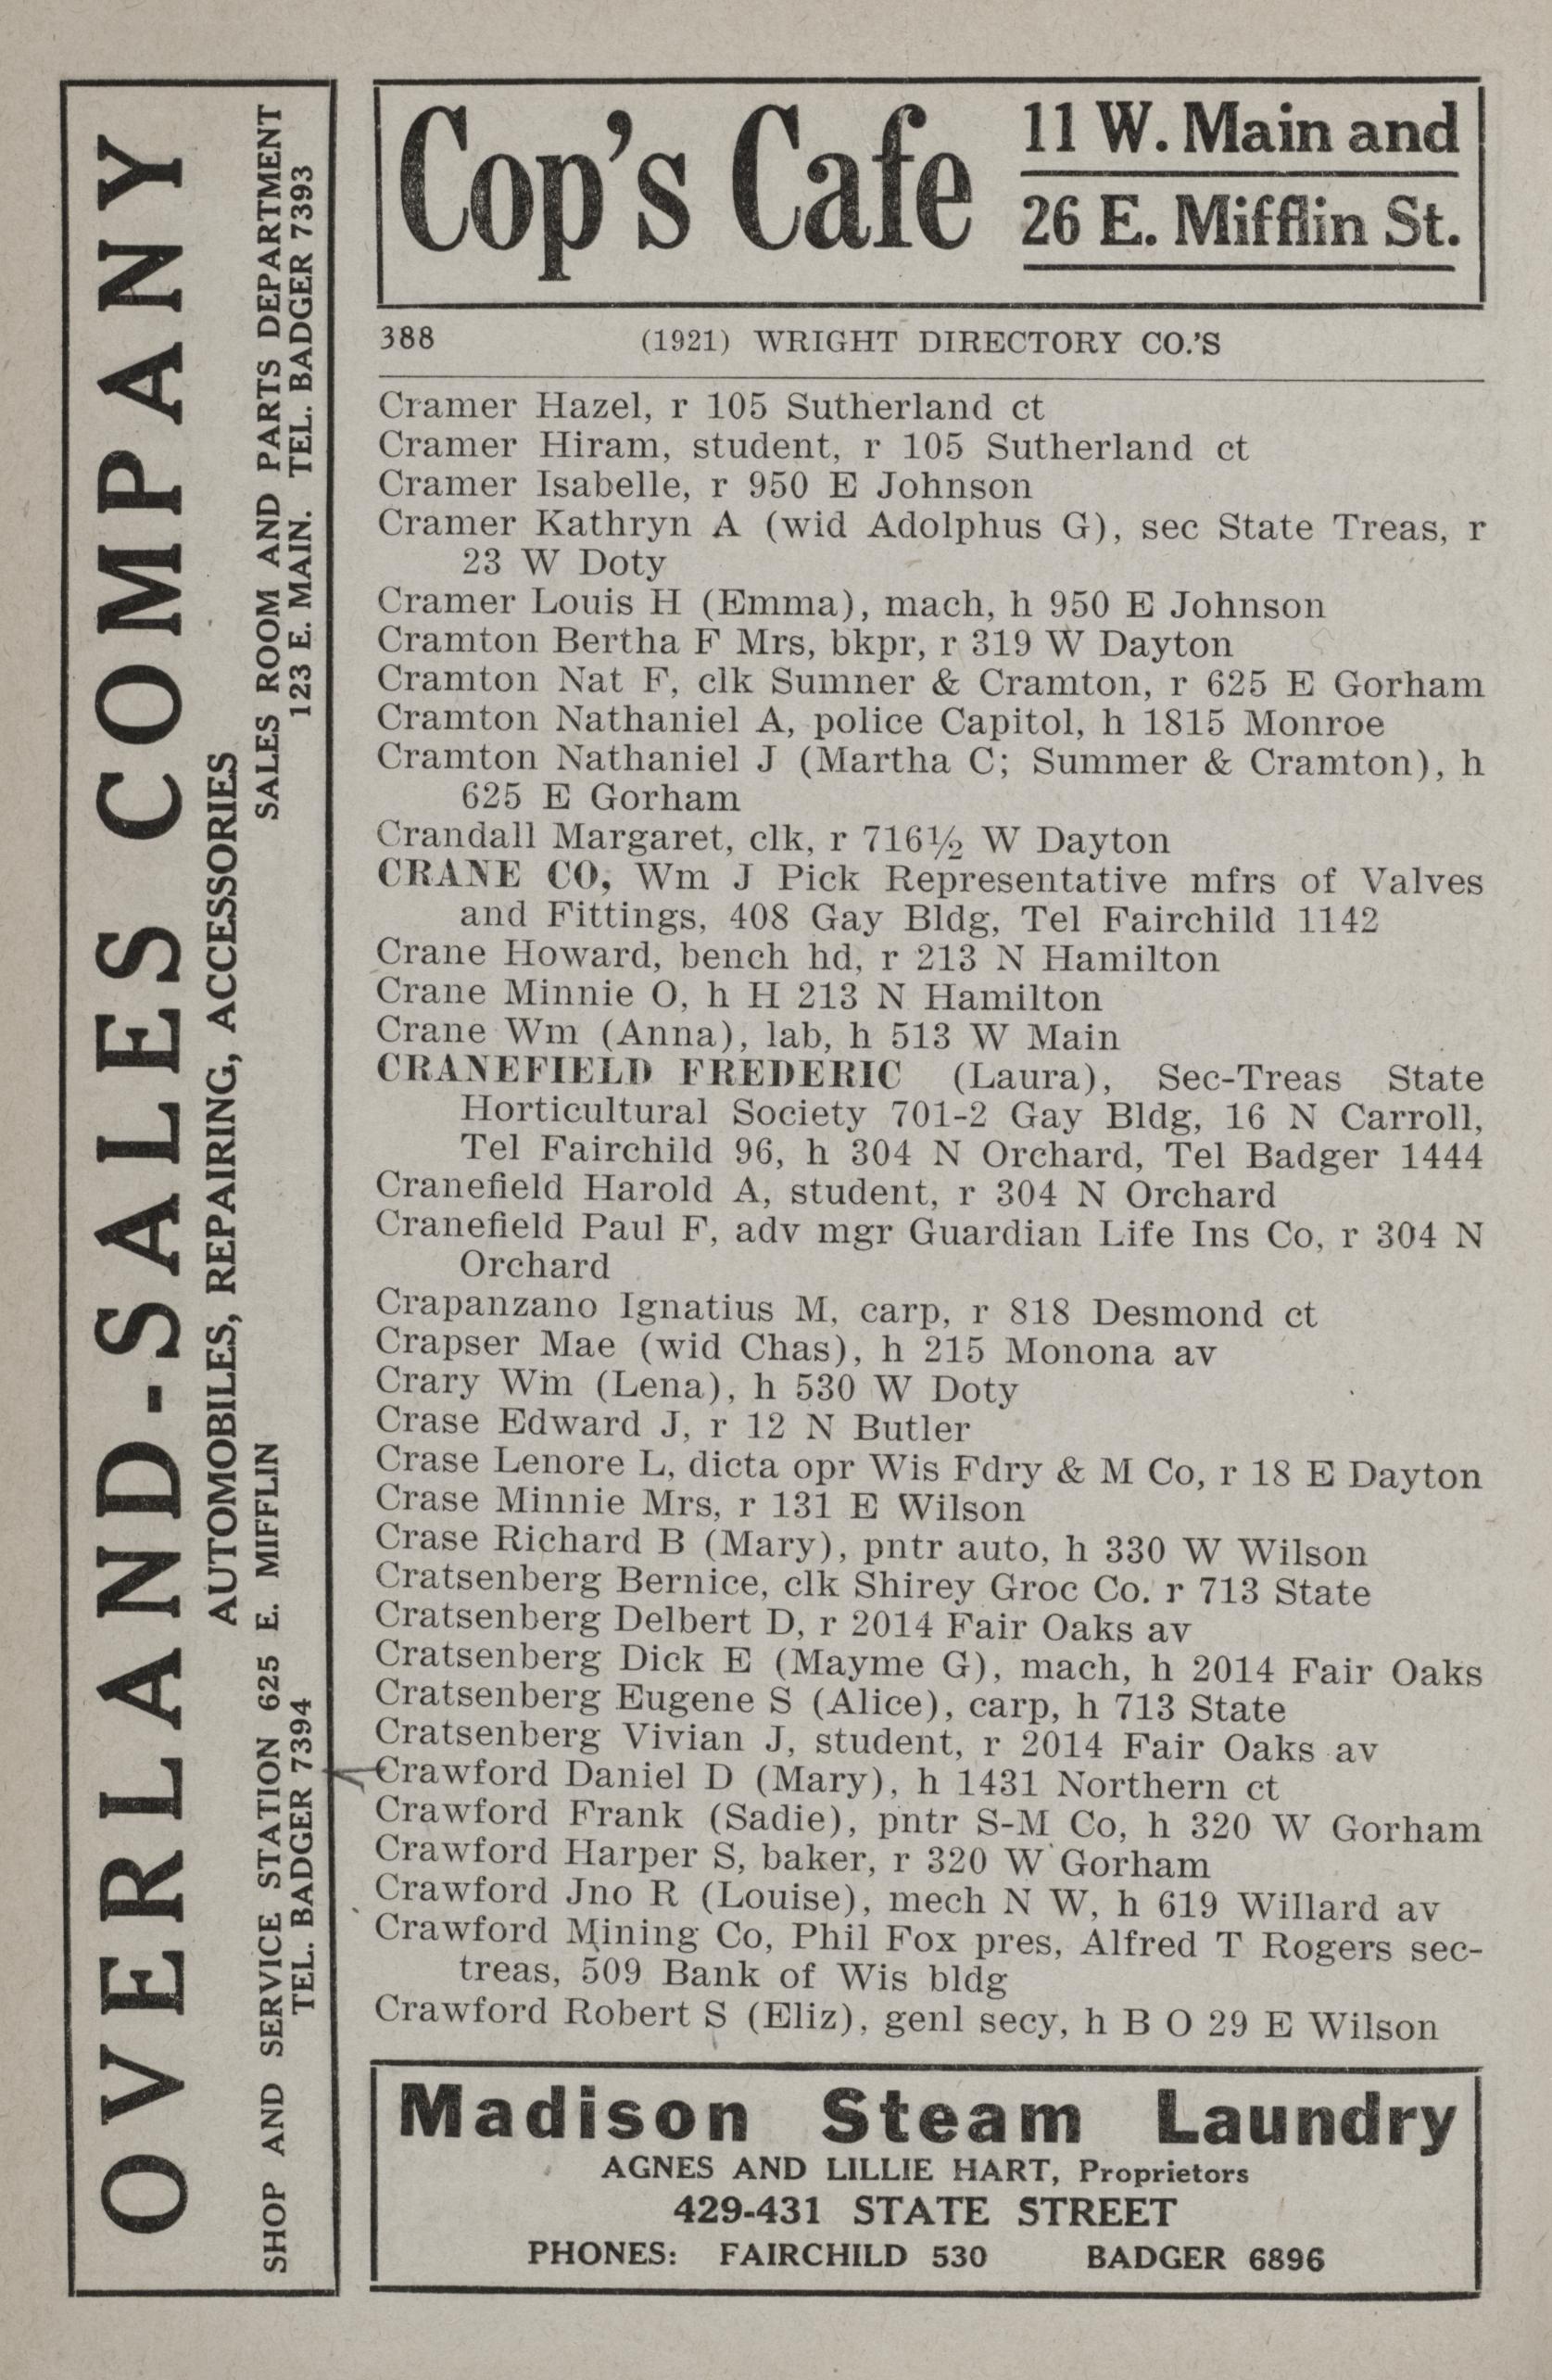 OVERLAND-SALES COMPANY
AUTOMOBILES, REPAIRING, ACCESSORIES
SHOP AND SERVICE STATION 625 E. MIFFLIN
TEL. BADGER 7394
SALES ROOM AND PARTS DEPARTMENT
123 E. MAIN. TEL. BADGER 7393
Cop's Cafe
11 W. Main and
26 E. Mifflin St.
388 (1921) WRIGHT DIRECTORY CO.'S
Cramer Hazel, r 105 Sutherland ct
Cramer Hiram, student, r 105 Sutherland ct
Cramer Isabelle, r 950 E Johnson
Cramer Kathryn A (wid Adolphus G), sec State Treas, r
23 W Doty
Cramer Louis H (Emma), mach, h 950 E Johnson
Cramton Bertha F Mrs, bkpr, r 319 W Dayton
Cramton Nat F, clk Sumner & Cramton, r 625 E Gorham
Cramton Nathaniel A, police Capitol, h 1815 Monroe
Cramton Nathaniel J (Martha C; Summer & Cramton), h
625 E Gorham
Crandall Margaret, clk, r 716½ W Dayton
CRANE CO, Wm J Pick Representative mfrs of Valves
and Fittings, 408 Gay Bldg, Tel Fairchild 1142
Crane Howard, bench hd, r 213 N Hamilton
Crane Minnie O, h H 213 N Hamilton
Crane Wm (Anna), lab, h 513 W Main
CRANEFIELD FREDERIC (Laura), Sec-Treas State
Horticultural Society 701-2 Gay Bldg, 16 N Carroll,
Tel Fairchild 96, h 304 N Orchard, Tel Badger 1444
Cranefield Harold A, student, r 304 N Orchard
Cranefield Paul F, adv mgr Guardian Life Ins Co, r 304 N
Orchard
Crapanzano Ignatius M, carp, r 818 Desmond ct
Crapser Mae (wid Chas), h 215 Monona av
Crary Wm (Lena), h 530 W Doty
Crase Edward J, r 12 N Butler
Crase Lenore L, dicta opr Wis Fdry & M Co, r 18 E Dayton
Crase Minnie Mrs, r 131 E Wilson
Crase Richard B (Mary), pntr auto, h 330 W Wilson
Cratsenberg Bernice, clk Shirey Groc Co. r 713 State
Cratsenberg Delbert D, r 2014 Fair Oaks av
Cratsenberg Dick E (Mayme G), mach, h 2014 Fair Oaks
Cratsenberg Eugene S (Alice), carp, h 713 State
Cratsenberg Vivian J, student, r 2014 Fair Oaks av
Crawford Daniel D (Mary), h 1431 Northern ct
Crawford Frank (Sadie), pntr S-M Co, h 320 W Gorham
Crawford Harper S, baker, r 320 W Gorham
Crawford Jno R (Louise), mech N W, h 619 Willard av
Crawford Mining Co, Phil Fox pres, Alfred T Rogers sec-
treas, 509 Bank of Wis bldg
Crawford Robert S (Eliz), genl secy, h B O 29 E Wilson
Madison Steam Laundry
AGNES AND LILLIE HART, Proprietors
429-431 STATE STREET
PHONES: FAIRCHILD 530 BADGER 6896